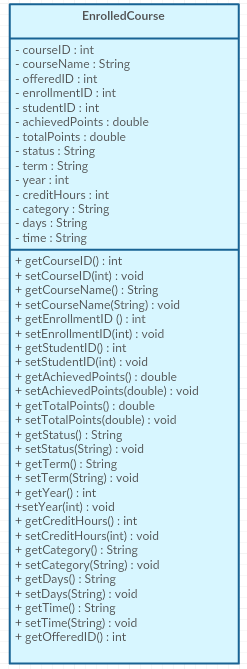 EnrolledCourse
- courseID : int
- courseName : String
- offeredID : int
- enrollmentID : int
- studentID : int
- achievedPoints : double
- totalPoints : double
- status : String
- term : String
- year : int
- creditHours : int
- category : String
- days : String
- time : String
+ getCourseID() : int
+ setCourseID(int) : void
+ getCourseName() : String
+ setCourseName(String) : void
+ getEnrollmentID () : int
+ setEnrollmentID(int) : void
+ getStudentID() : int
+ setStudentID(int) : void
+ getAchievedPoints() : double
+ setAchievedPoints(double) : void
+ getTotalPoints() : double
+ setTotalPoints(double) : void
+ getStatus() : String
+ setStatus(String) : void
+ getTerm() : String
+ setTerm(String) : void
+ getYear() : int
+setYear(int) : void
+ getCreditHours() : int
+ setCreditHours(int) : void
+ getCategory() : String
+ setCategory(String) : void
+ getDays() : String
+ setDays(String) : void
+ getTime() : String
+ setTime(String) : void
+ getOfferedID() : int